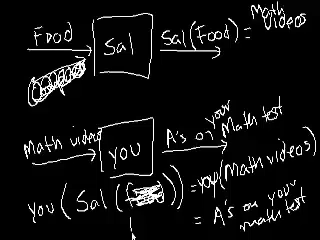 Food
Sal
Sal(Food) = Math videos
Math videos
you
A's on your Math test
you(Sal(f
)) = you(Math videos)
= A's on your math test